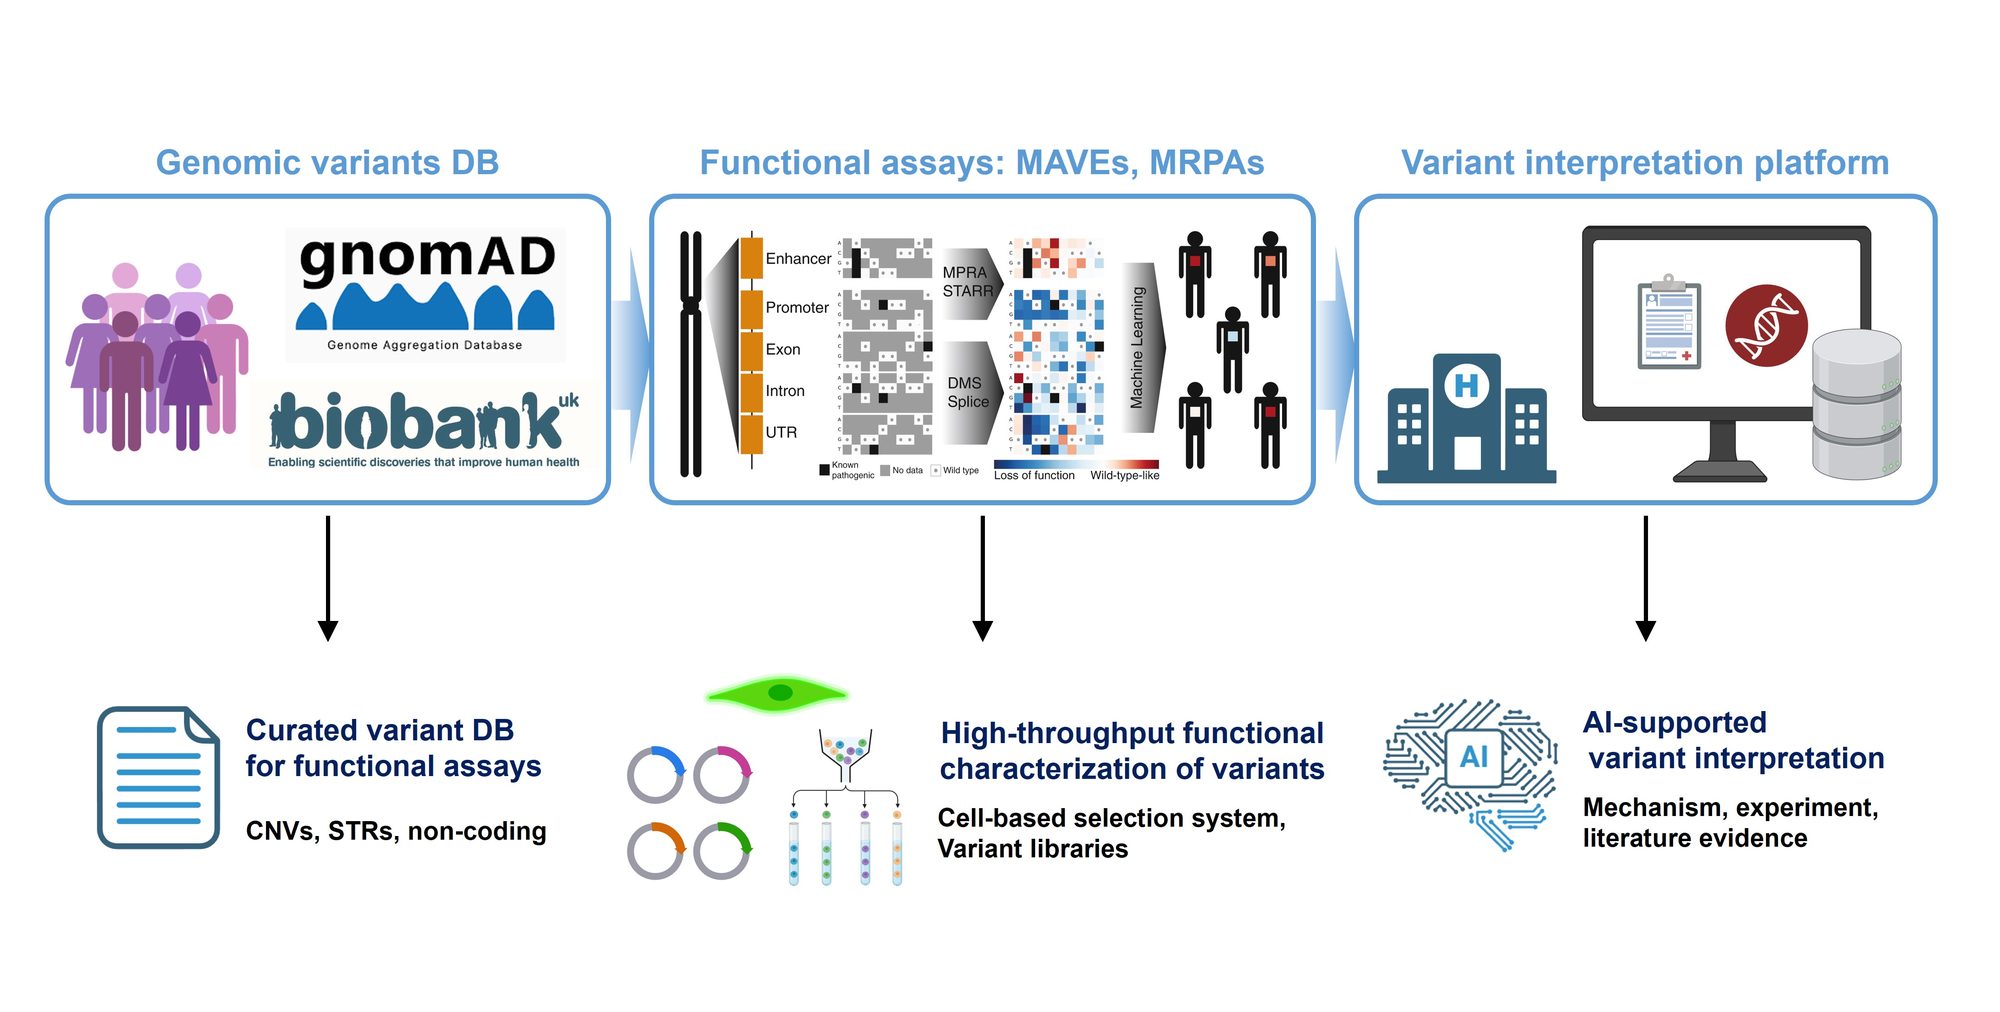 Genomic variants DB
gnomAD
Genome Aggregation Database
biobank uk
Enabling scientific discoveries that improve human health
Functional assays: MAVEs, MRPAs
Enhancer
Promoter
Exon
Intron
UTR
MPRA
STARR
DMS
Splice
Machine Learning
Known
pathogenic
No data
Wild type
Loss of function
Wild-type-like
Variant interpretation platform
H
Curated variant DB
for functional assays
CNVs, STRs, non-coding
High-throughput functional
characterization of variants
Cell-based selection system,
Variant libraries
AI
AI-supported
variant interpretation
Mechanism, experiment,
literature evidence